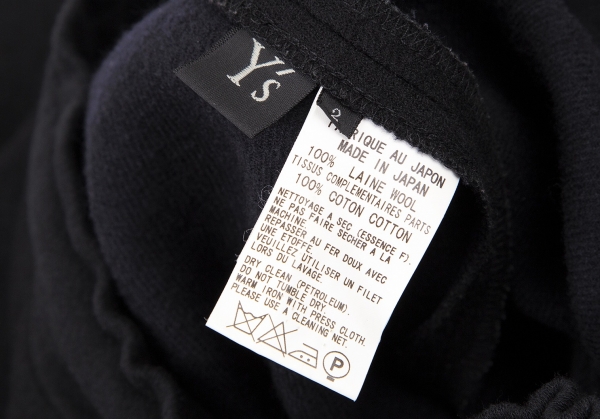 Y's
2
FABRIQUE AU JAPON
MADE IN JAPAN
100% LAINE WOOL
TISSUS COMPLEMENTAIRES PARTS
100% COTON COTTON
NETTOYAGE A SEC (ESSENCE F).
NE PAS FAIRE SECHER A LA
MACHINE
REPASSER AU FER DOUX AVEC
UNE ETOFFE.
VEUILLEZ UTILISER UN FILET
LORS DU LAVAGE.
DRY CLEAN (PETROLEUM).
DO NOT TUMBLE DRY.
WARM IRON WITH PRESS CLOTH.
PLEASE USE A CLEANING NET.
P